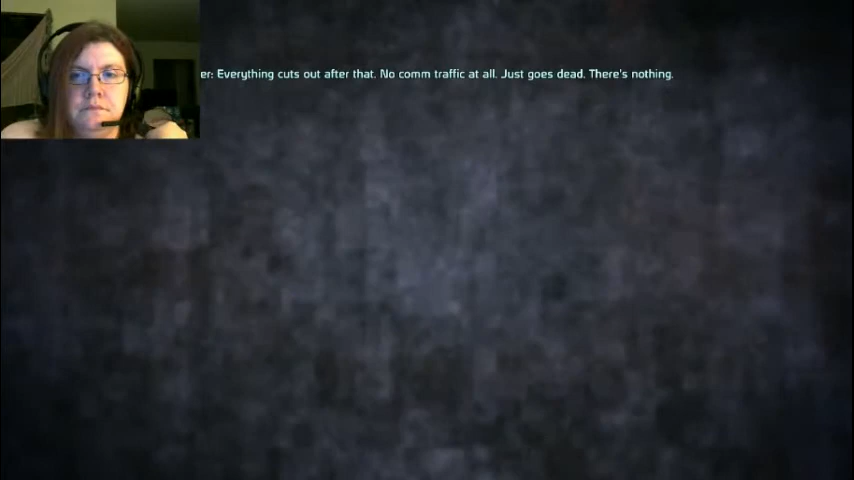 er: Everything cuts out after that. No comm traffic at all. Just goes dead. There's nothing.